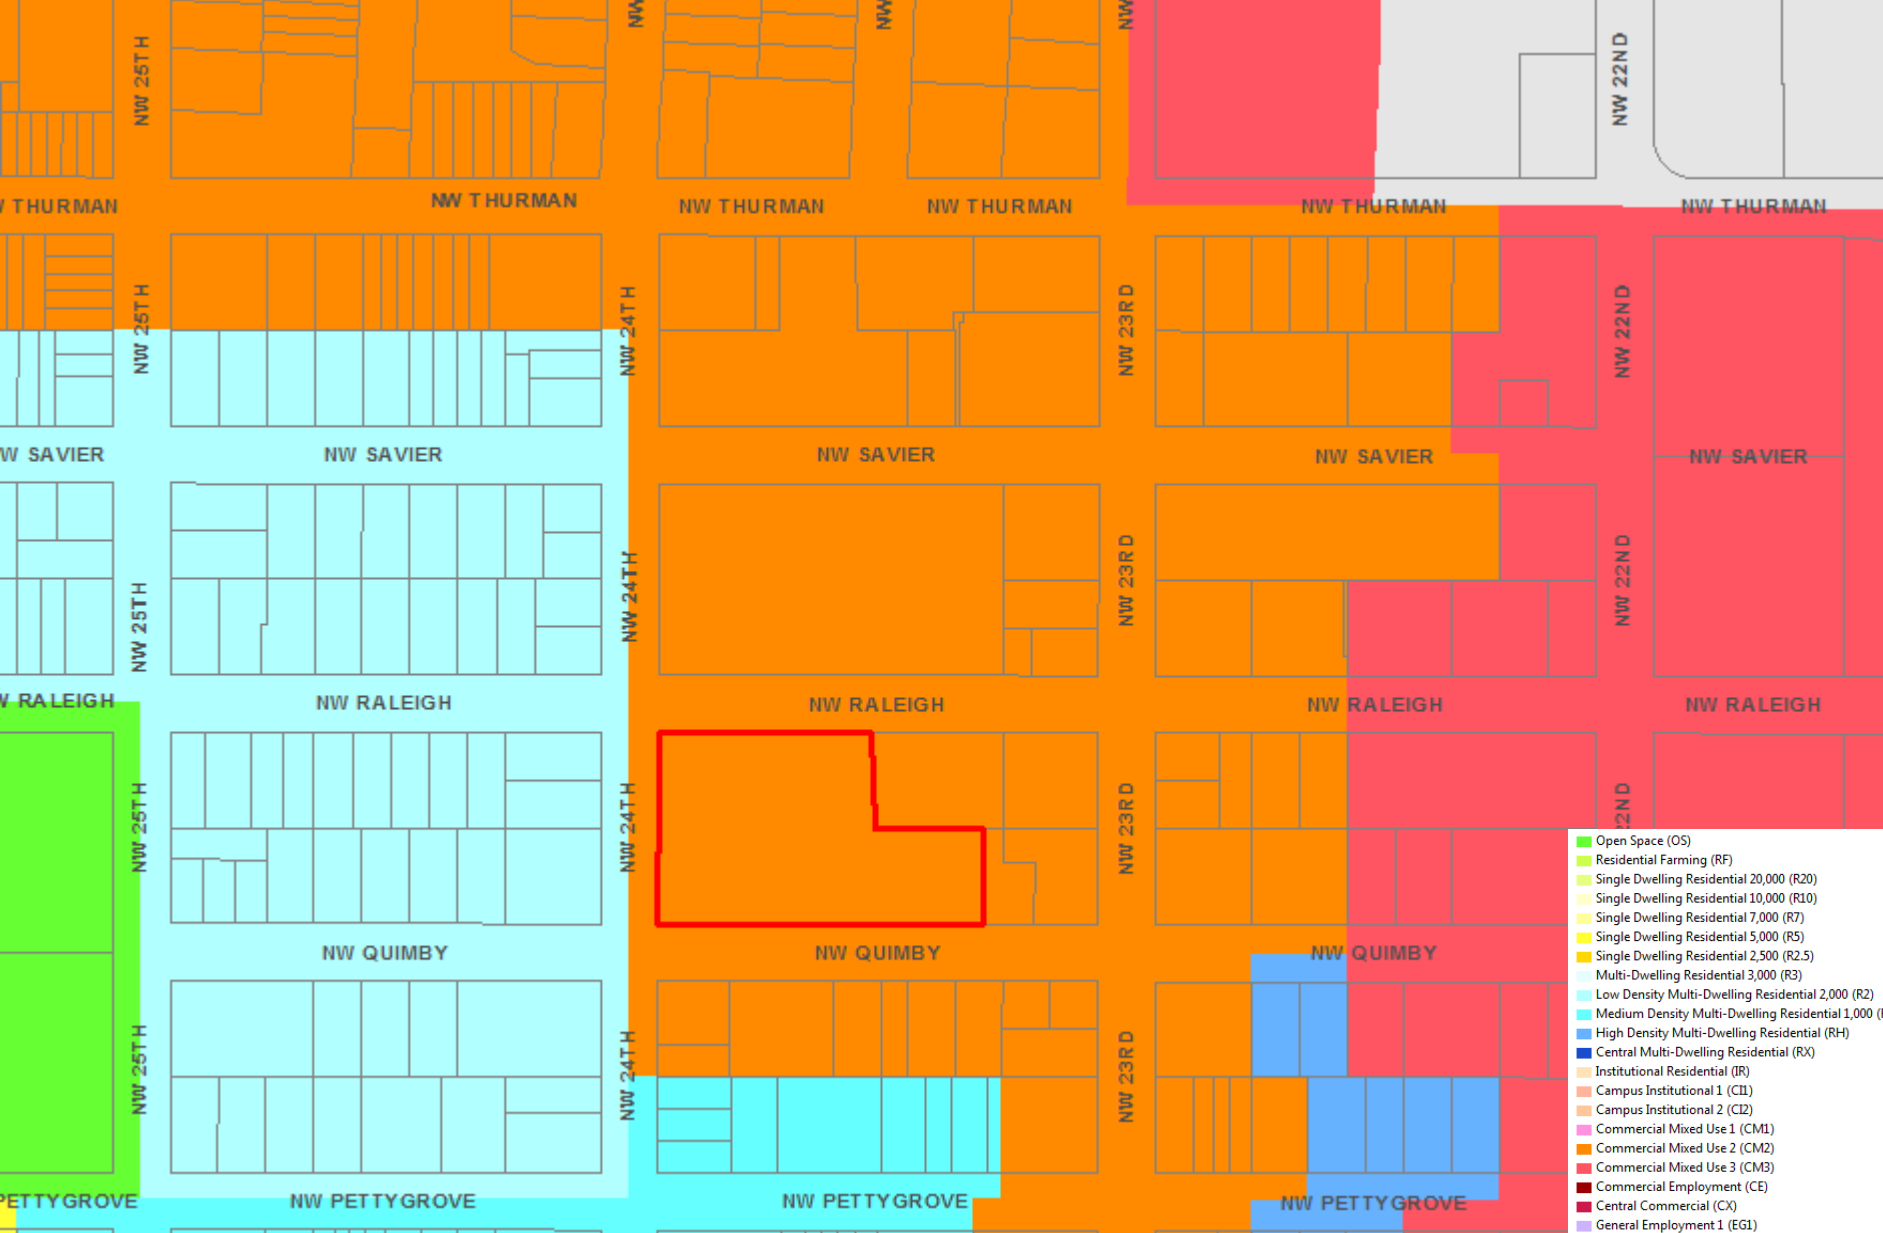 NW
NW
NW
NW 25TH
NW 22ND
W THURMAN
NW THURMAN
NW THURMAN
NW THURMAN
NW THURMAN
NW THURMAN
NW 25TH
NW 24TH
NW 23RD
NW 22ND
W SAVIER
NW SAVIER
NW SAVIER
NW SAVIER
NW SAVIER
NW 25TH
NW 24TH
NW 23RD
NW 22ND
W RALEIGH
NW RALEIGH
NW RALEIGH
NW RALEIGH
NW RALEIGH
NW 25TH
NW 24TH
NW 23RD
22ND
NW QUIMBY
NW QUIMBY
NW QUIMBY
NW 25TH
NW 24TH
NW 23RD
PETTYGROVE
NW PETTYGROVE
NW PETTYGROVE
NW PETTYGROVE
Open Space (OS)
Residential Farming (RF)
Single Dwelling Residential 20,000 (R20)
Single Dwelling Residential 10,000 (R10)
Single Dwelling Residential 7,000 (R7)
Single Dwelling Residential 5,000 (R5)
Single Dwelling Residential 2,500 (R2.5)
Multi-Dwelling Residential 3,000 (R3)
Low Density Multi-Dwelling Residential 2,000 (R2)
Medium Density Multi-Dwelling Residential 1,000 (
High Density Multi-Dwelling Residential (RH)
Central Multi-Dwelling Residential (RX)
Institutional Residential (IR)
Campus Institutional 1 (CI1)
Campus Institutional 2 (CI2)
Commercial Mixed Use 1 (CM1)
Commercial Mixed Use 2 (CM2)
Commercial Mixed Use 3 (CM3)
Commercial Employment (CE)
Central Commercial (CX)
General Employment 1 (EG1)